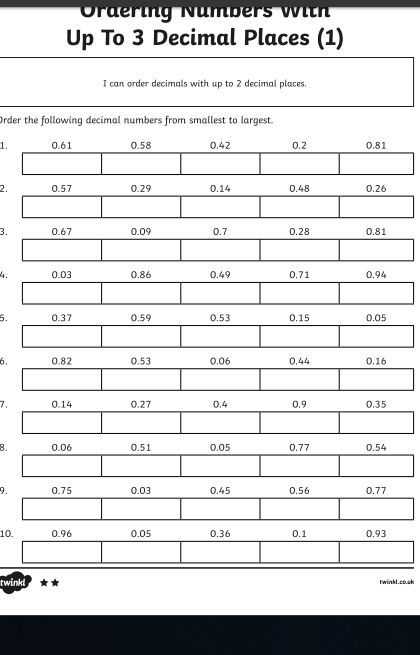 Ordering Numbers With
Up To 3 Decimal Places (1)
I can order decimals with up to 2 decimal places.
Order the following decimal numbers from smallest to largest.
1. 0.61 0.58 0.42 0.2 0.81
2. 0.57 0.29 0.14 0.48 0.26
3. 0.67 0.09 0.7 0.28 0.81
4. 0.03 0.86 0.49 0.71 0.94
5. 0.37 0.59 0.53 0.15 0.05
6. 0.82 0.53 0.06 0.44 0.16
7. 0.14 0.27 0.4 0.9 0.35
8. 0.06 0.51 0.05 0.77 0.54
9. 0.75 0.03 0.45 0.56 0.77
10. 0.96 0.05 0.36 0.1 0.93
twinkl twinkl.co.uk